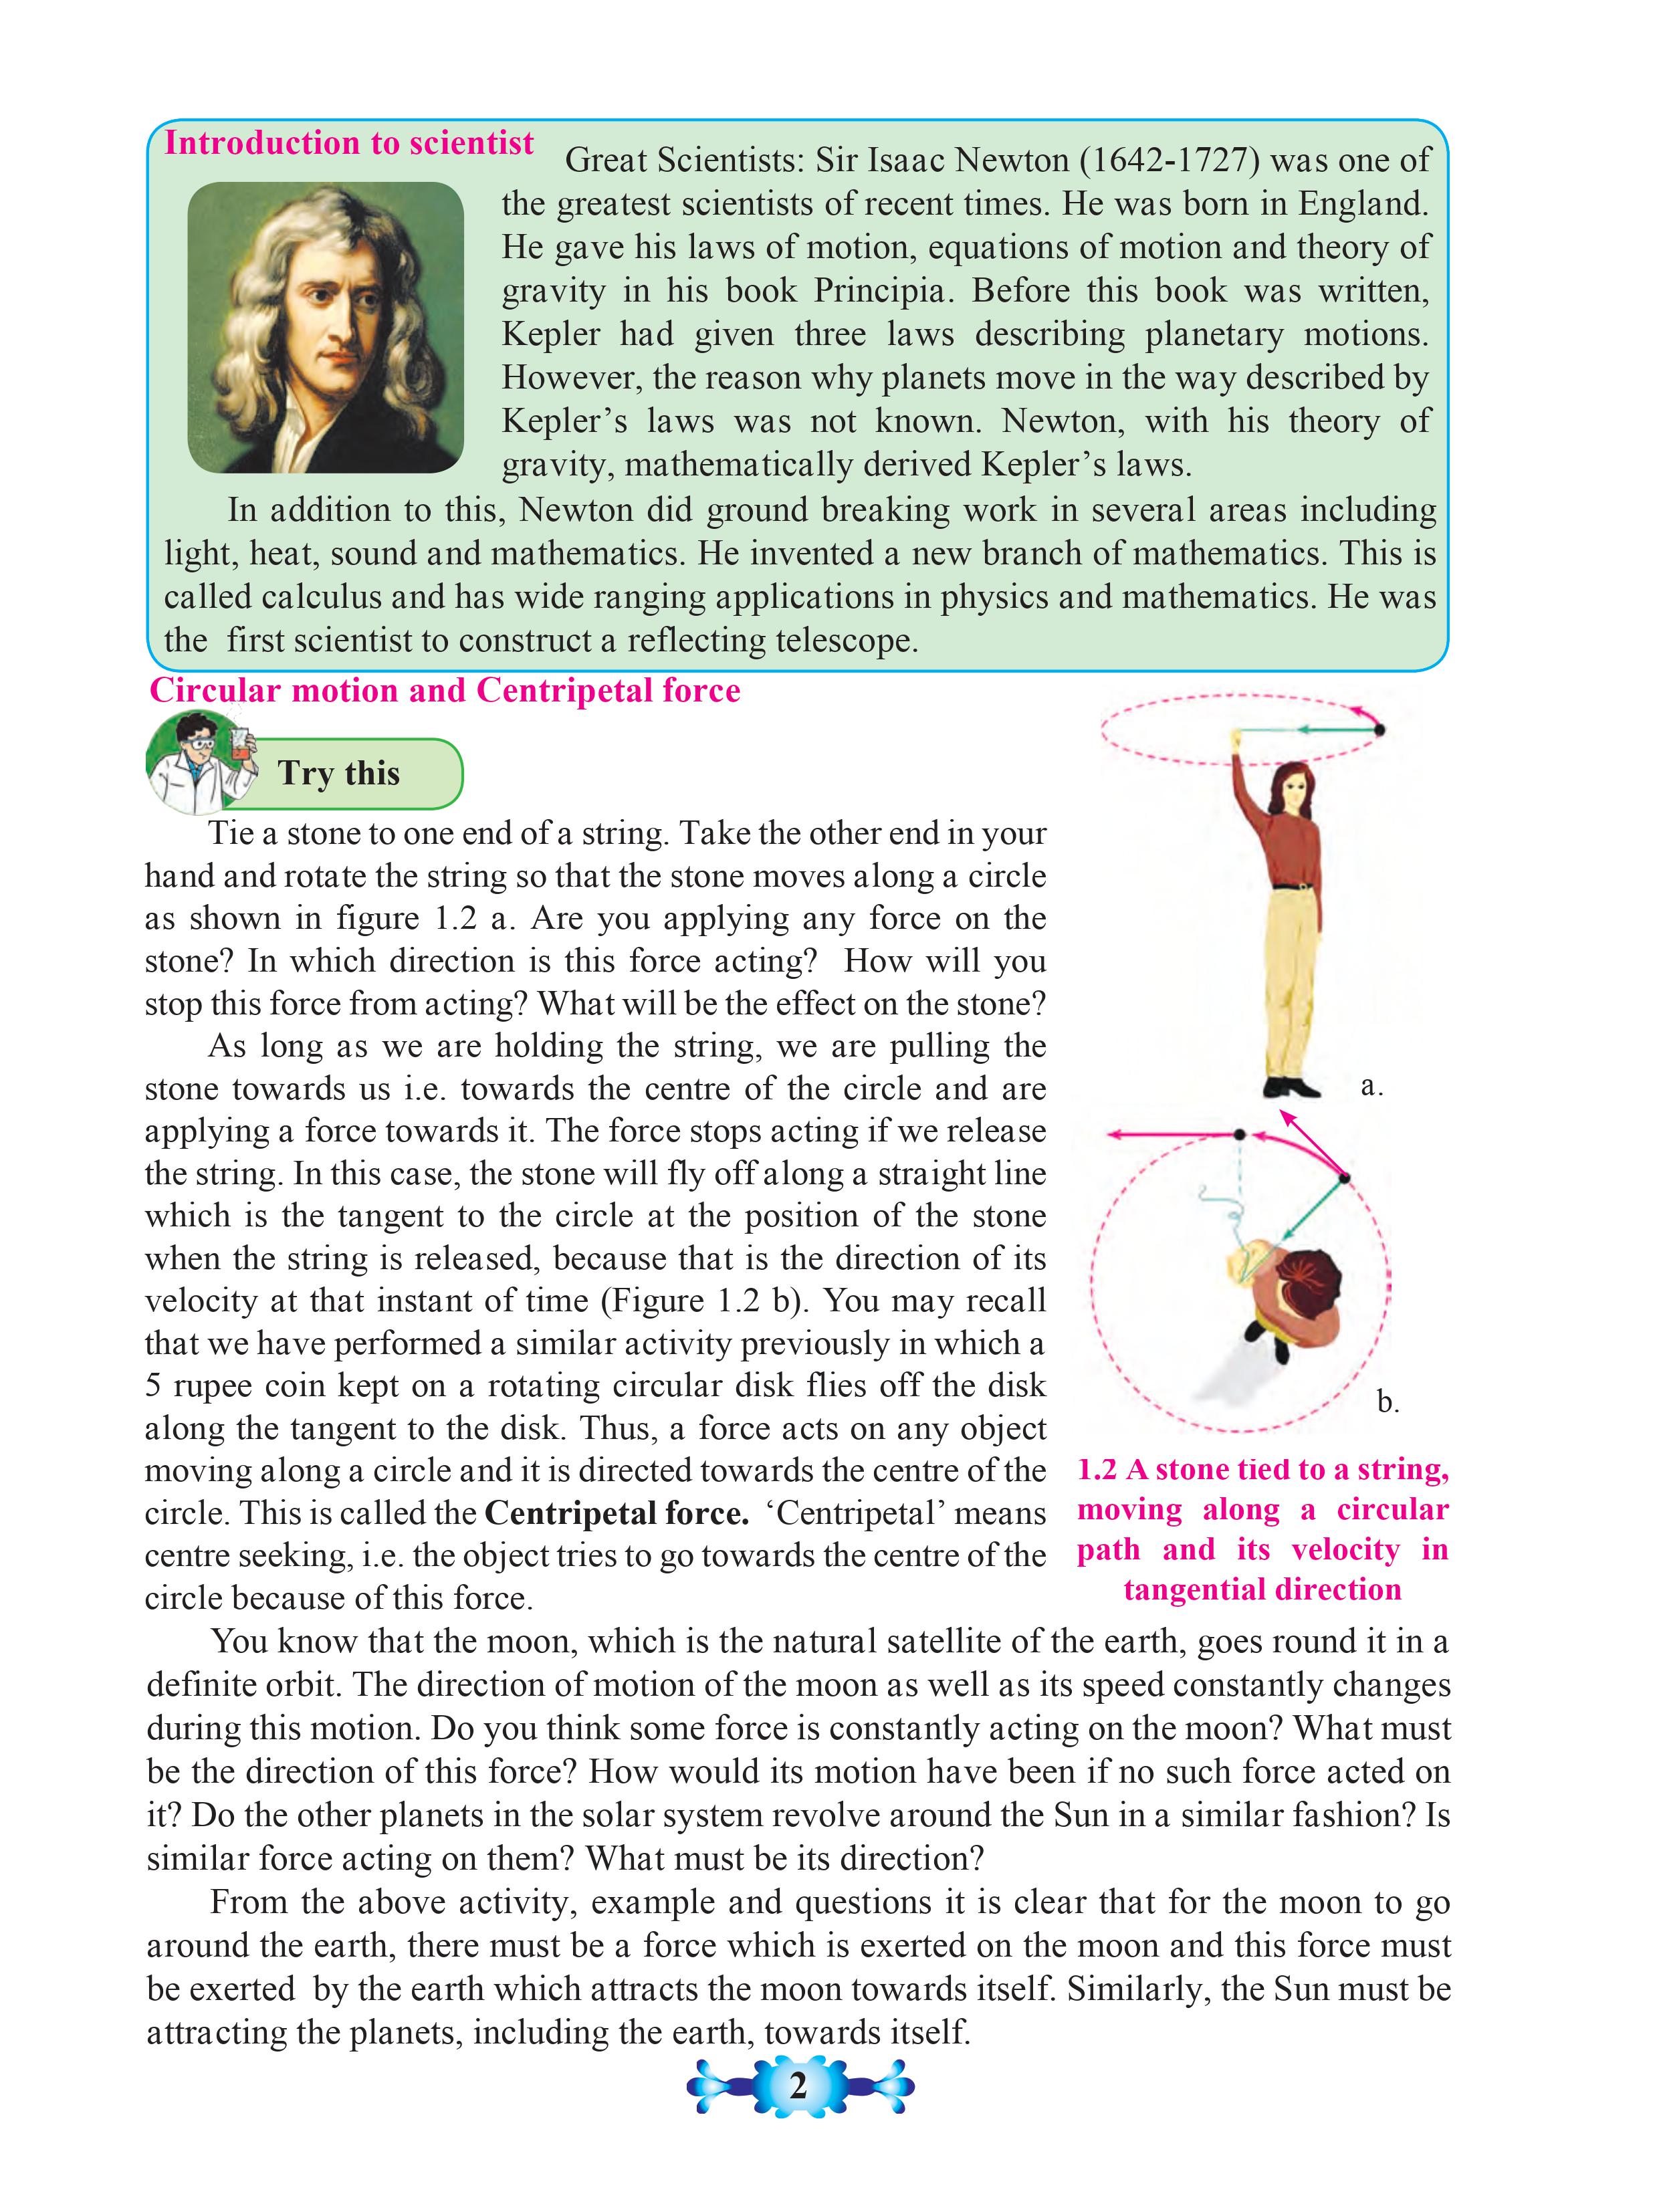 Introduction to scientist
Great Scientists: Sir Isaac Newton (1642-1727) was one of
the greatest scientists of recent times. He was born in England.
He gave his laws of motion, equations of motion and theory of
gravity in his book Principia. Before this book was written,
Kepler had given three laws describing planetary motions.
However, the reason why planets move in the way described by
Kepler’s laws was not known. Newton, with his theory of
gravity, mathematically derived Kepler’s laws.
In addition to this, Newton did ground breaking work in several areas including
light, heat, sound and mathematics. He invented a new branch of mathematics. This is
called calculus and has wide ranging applications in physics and mathematics. He was
the first scientist to construct a reflecting telescope.
Circular motion and Centripetal force
Try this
Tie a stone to one end of a string. Take the other end in your
hand and rotate the string so that the stone moves along a circle
as shown in figure 1.2 a. Are you applying any force on the
stone? In which direction is this force acting? How will you
stop this force from acting? What will be the effect on the stone?
As long as we are holding the string, we are pulling the
stone towards us i.e. towards the centre of the circle and are
applying a force towards it. The force stops acting if we release
the string. In this case, the stone will fly off along a straight line
which is the tangent to the circle at the position of the stone
when the string is released, because that is the direction of its
velocity at that instant of time (Figure 1.2 b). You may recall
that we have performed a similar activity previously in which a
5 rupee coin kept on a rotating circular disk flies off the disk
along the tangent to the disk. Thus, a force acts on any object
moving along a circle and it is directed towards the centre of the
circle. This is called the Centripetal force. ‘Centripetal’ means
centre seeking, i.e. the object tries to go towards the centre of the
circle because of this force.
a.
b.
1.2 A stone tied to a string,
moving along a circular
path and its velocity in
tangential direction
You know that the moon, which is the natural satellite of the earth, goes round it in a
definite orbit. The direction of motion of the moon as well as its speed constantly changes
during this motion. Do you think some force is constantly acting on the moon? What must
be the direction of this force? How would its motion have been if no such force acted on
it? Do the other planets in the solar system revolve around the Sun in a similar fashion? Is
similar force acting on them? What must be its direction?
From the above activity, example and questions it is clear that for the moon to go
around the earth, there must be a force which is exerted on the moon and this force must
be exerted by the earth which attracts the moon towards itself. Similarly, the Sun must be
attracting the planets, including the earth, towards itself.
2